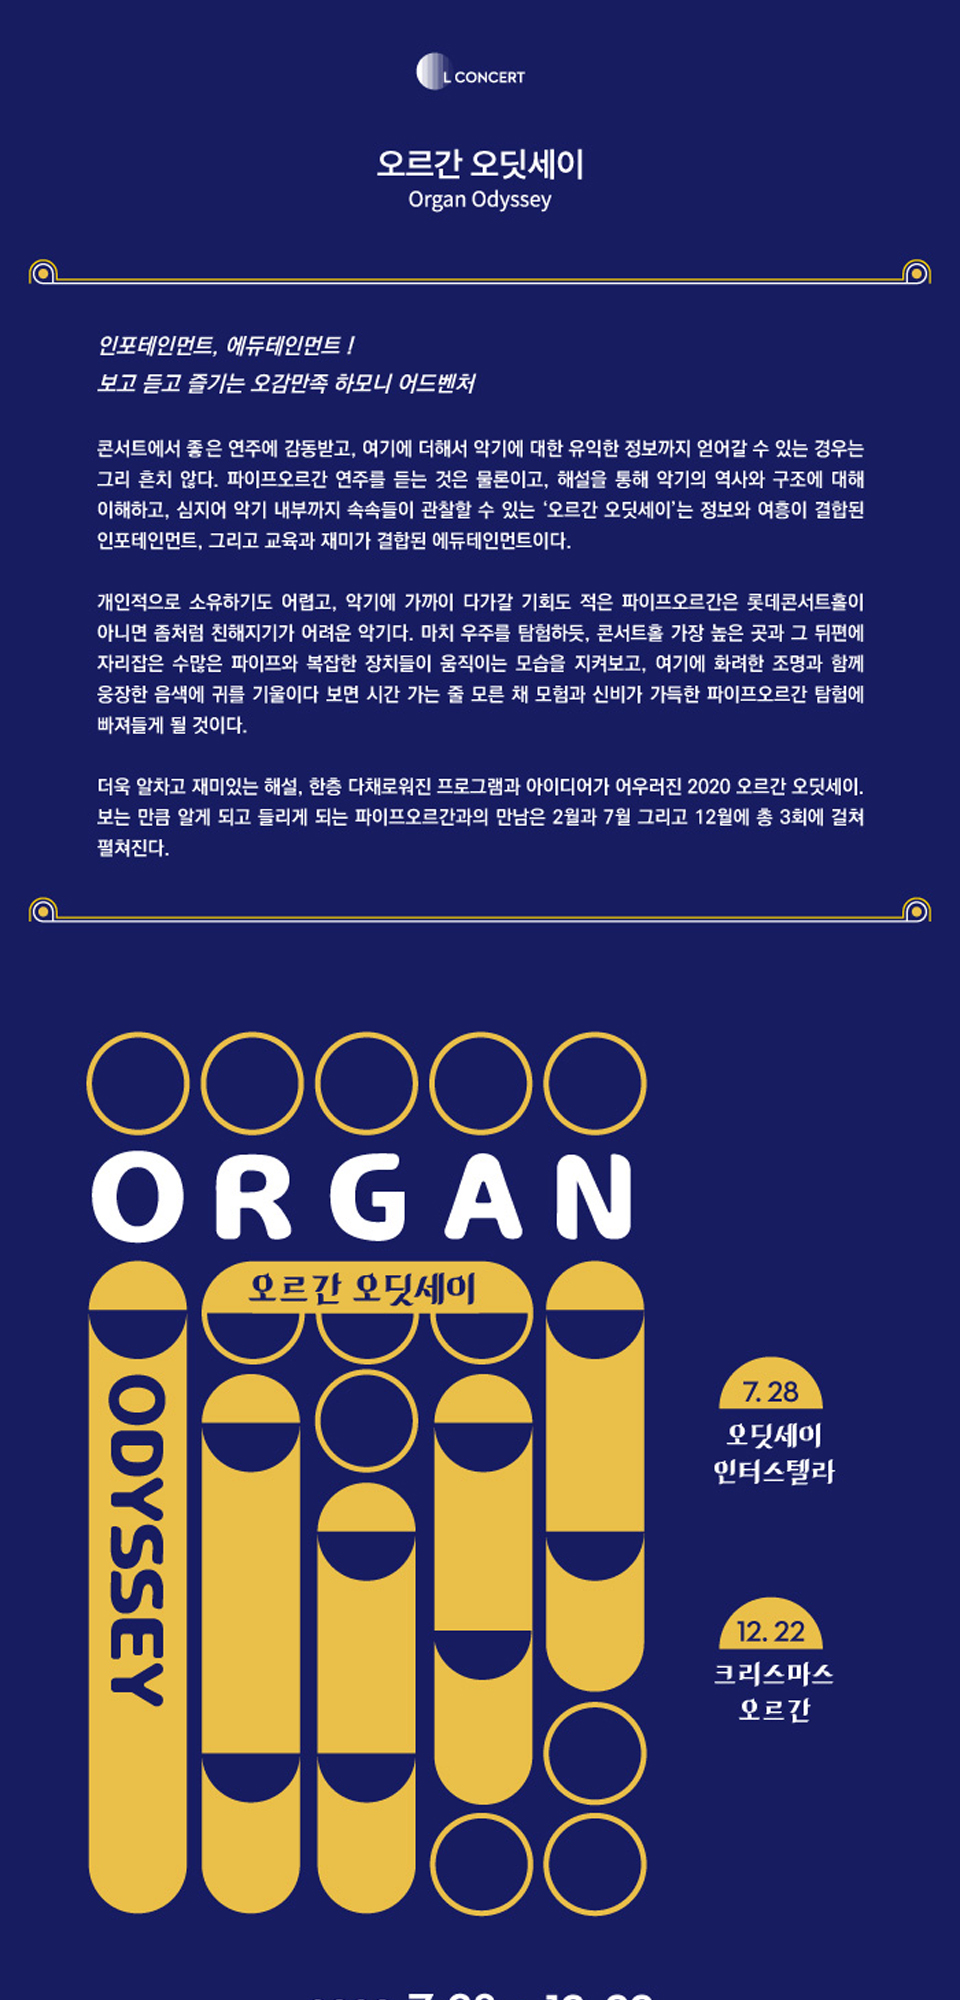 L CONCERT
오르간 오딧세이
Organ Odyssey
인포테인먼트, 에듀테인먼트 !
보고 듣고 즐기는 오감만족 하모니 어드벤처
콘서트에서 좋은 연주에 감동받고, 여기에 더해서 악기에 대한 유익한 정보까지 얻어갈 수 있는 경우는
그리 흔치 않다. 파이프오르간 연주를 듣는 것은 물론이고, 해설을 통해 악기의 역사와 구조에 대해
이해하고, 심지어 악기 내부까지 속속들이 관찰할 수 있는 ‘오르간 오딧세이’는 정보와 여흥이 결합된
인포테인먼트, 그리고 교육과 재미가 결합된 에듀테인먼트이다.
개인적으로 소유하기도 어렵고, 악기에 가까이 다가갈 기회도 적은 파이프오르간은 롯데콘서트홀이
아니면 좀처럼 친해지기가 어려운 악기다. 마치 우주를 탐험하듯, 콘서트홀 가장 높은 곳과 그 뒤편에
자리잡은 수많은 파이프와 복잡한 장치들이 움직이는 모습을 지켜보고, 여기에 화려한 조명과 함께
웅장한 음색에 귀를 기울이다 보면 시간 가는 줄 모른 채 모험과 신비가 가득한 파이프오르간 탐험에
빠져들게 될 것이다.
더욱 알차고 재미있는 해설, 한층 다채로워진 프로그램과 아이디어가 어우러진 2020 오르간 오딧세이.
보는 만큼 알게 되고 들리게 되는 파이프오르간과의 만남은 2월과 7월 그리고 12월에 총 3회에 걸쳐
펼쳐진다.
ORGAN
오르간 오딧세이
ODYSSEY
7. 28
오딧세이
인터스텔라
12. 22
크리스마스
오르간